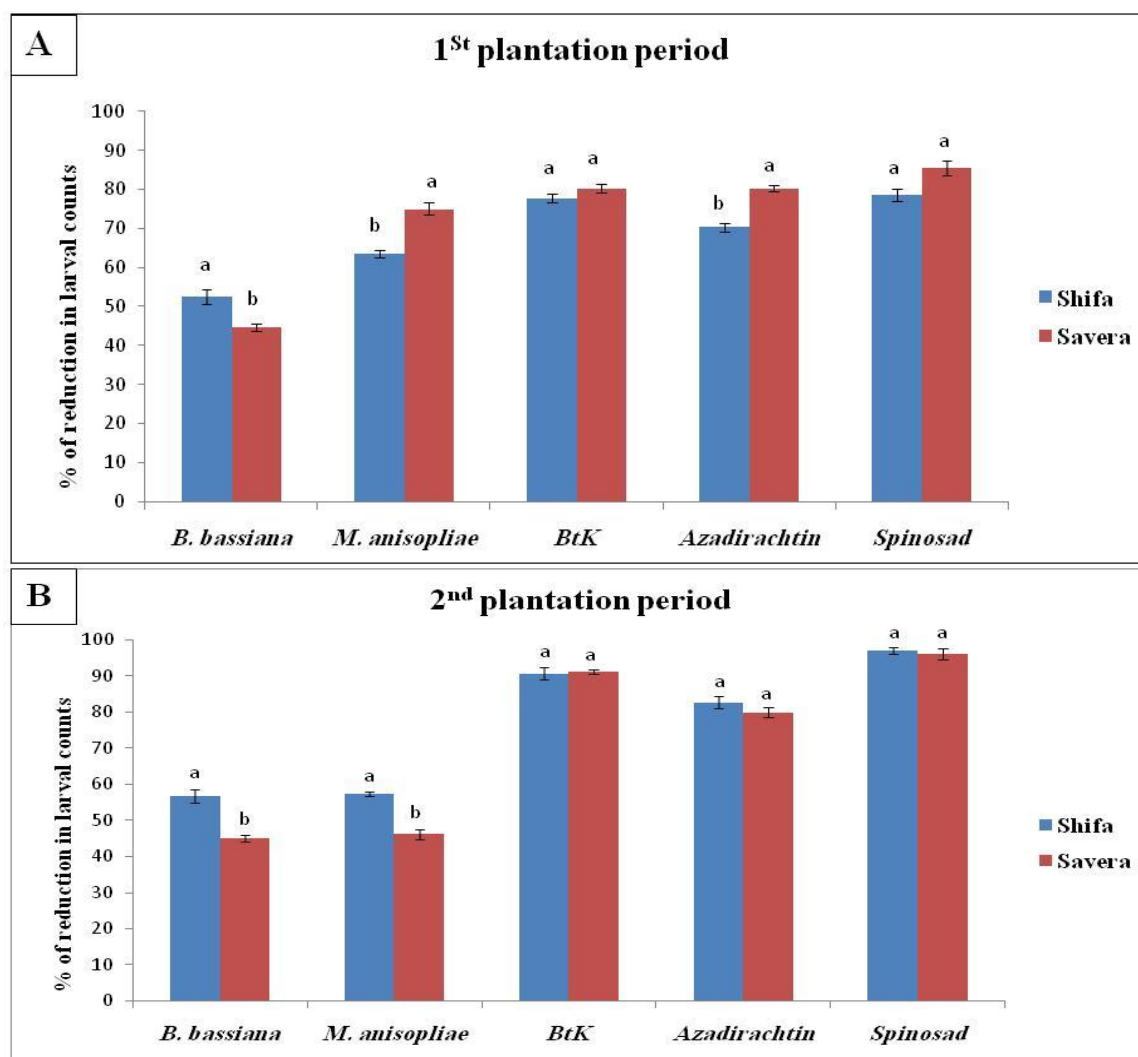 A
1St plantation period
% of reduction in larval counts
100
90
80
70
60
50
40
30
20
10
0
a
b
b
a
a
a
b
a
a
a
B. bassiana
M. anisopliae
BtK
Azadirachtin
Spinosad
Shifa
Savera
B
2nd plantation period
% of reduction in larval counts
100
90
80
70
60
50
40
30
20
10
0
a
b
a
b
a
a
a
a
a
a
B. bassiana
M. anisopliae
BtK
Azadirachtin
Spinosad
Shifa
Savera